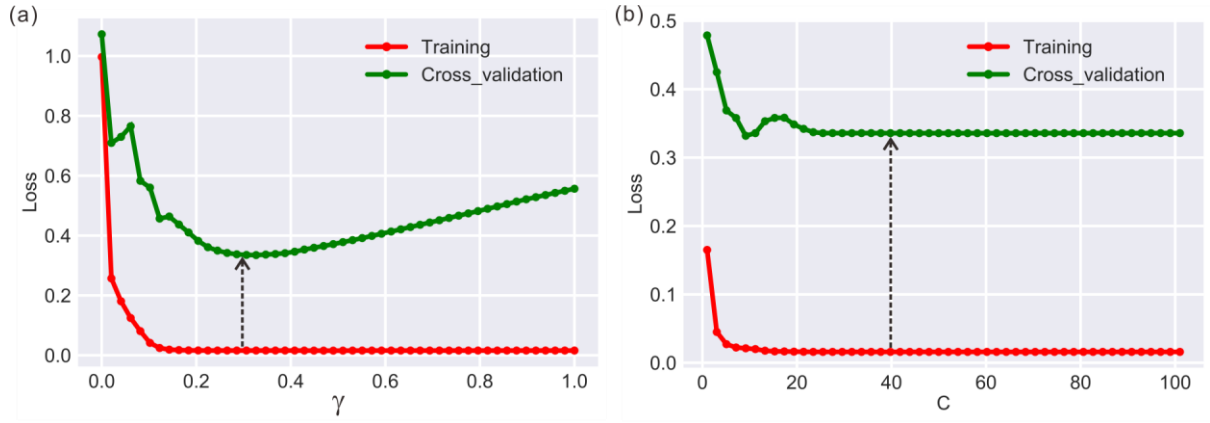 (a)
Training
Cross_validation
Loss
1.0
0.8
0.6
0.4
0.2
0.0
0.0 0.2 0.4 0.6 0.8 1.0
γ
(b)
Training
Cross_validation
Loss
0.5
0.4
0.3
0.2
0.1
0.0
0 20 40 60 80 100
C